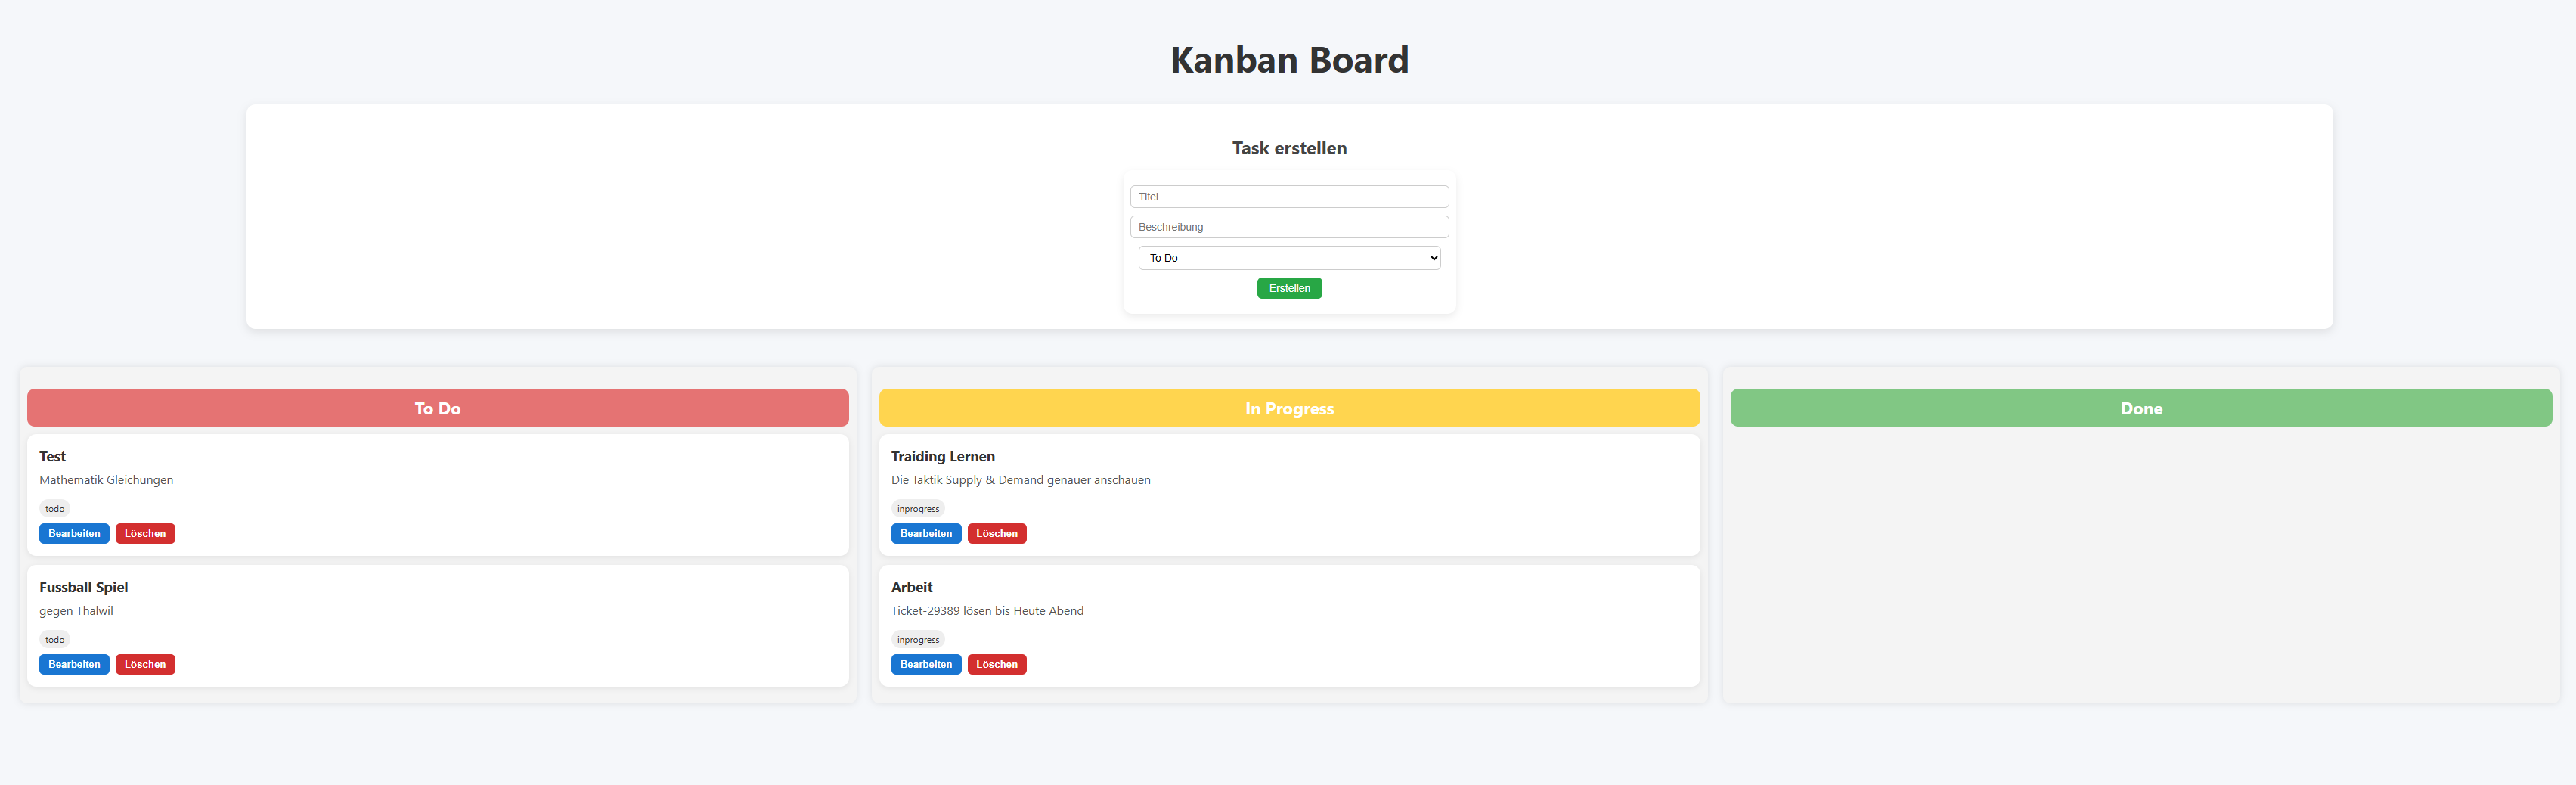 Kanban Board
Task erstellen
Titel
Beschreibung
To Do
Erstellen
To Do
Test
Mathematik Gleichungen
todo
Bearbeiten Löschen
Fussball Spiel
gegen Thalwil
todo
Bearbeiten Löschen
In Progress
Traiding Lernen
Die Taktik Supply & Demand genauer anschauen
inprogress
Bearbeiten Löschen
Arbeit
Ticket-29389 lösen bis Heute Abend
inprogress
Bearbeiten Löschen
Done